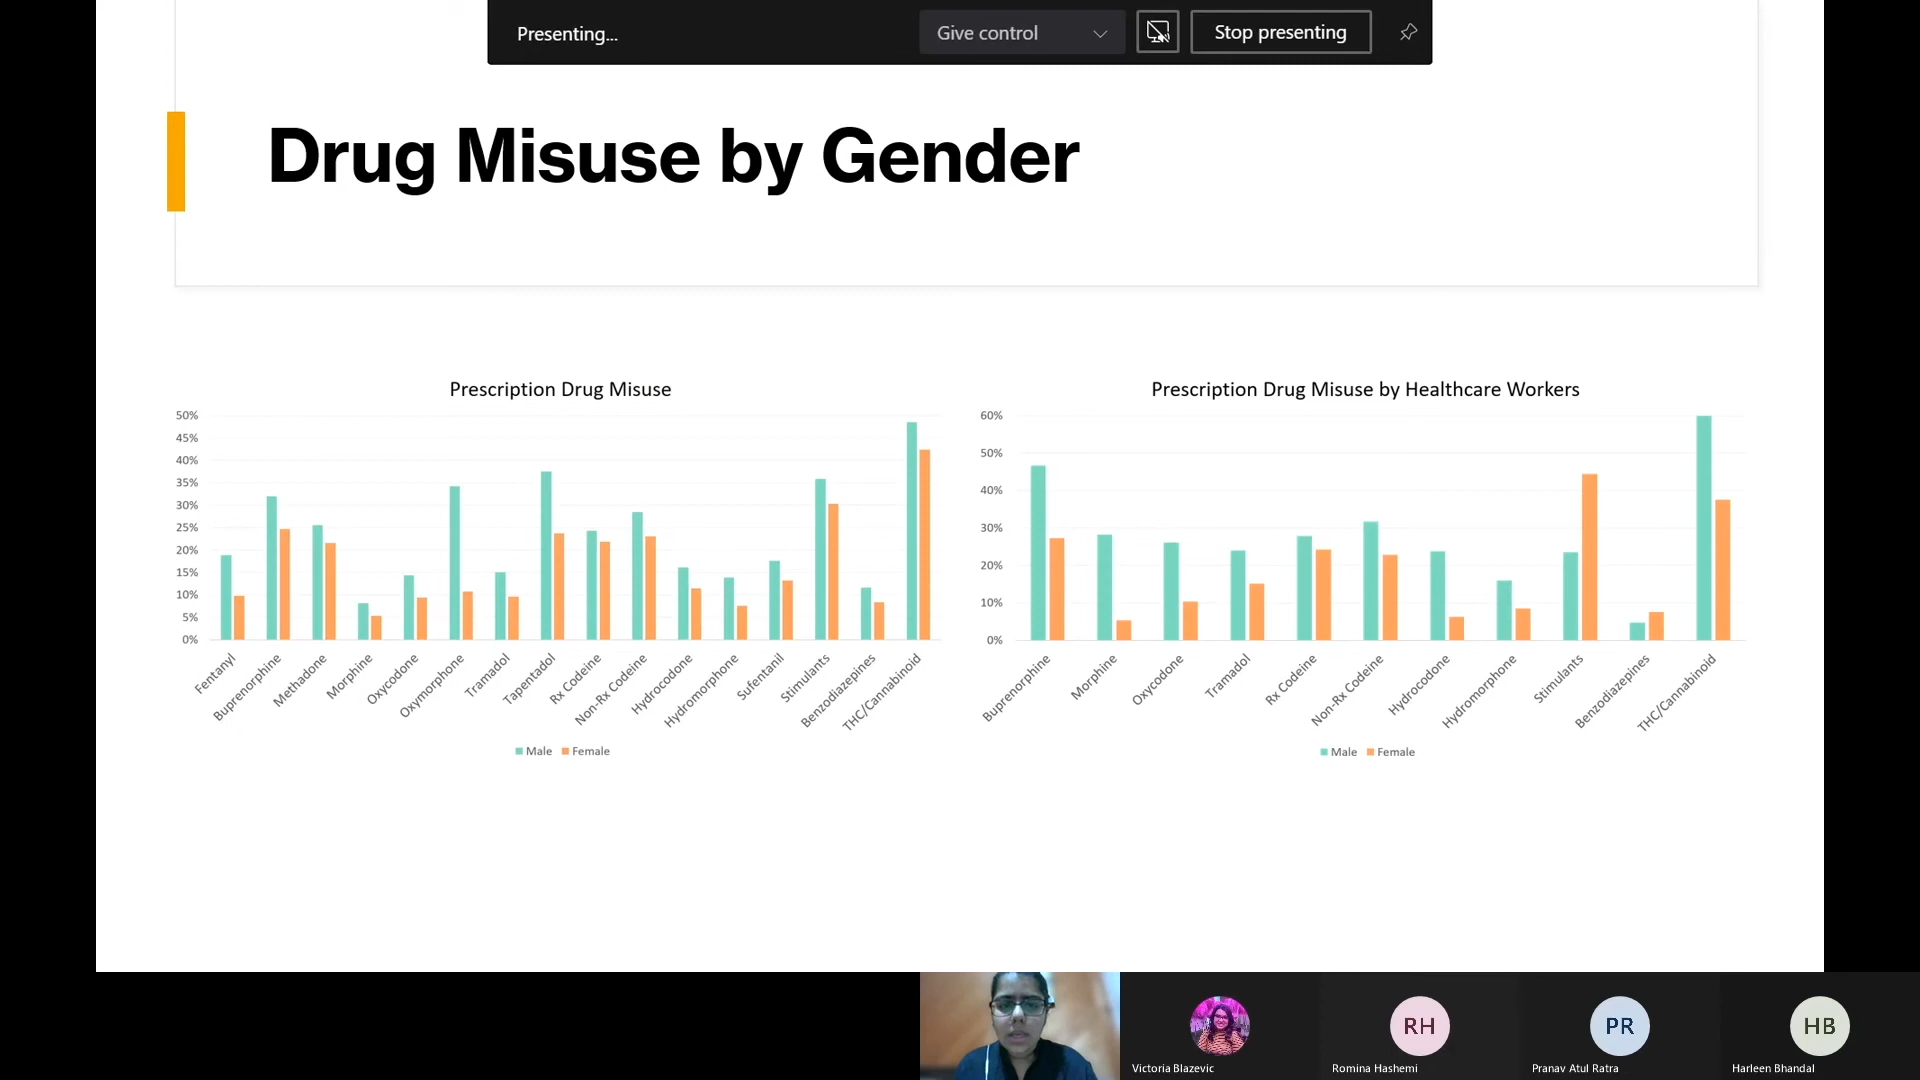 Presenting...
Give control
Stop presenting
Drug Misuse by Gender
Prescription Drug Misuse
50%
45%
40%
35%
30%
25%
20%
15%
10%
5%
0%
Fentanyl
Buprenorphine
Methadone
Morphine
Oxycodone
Oxymorphone
Tramadol
Tapentadol
Rx Codeine
Non-Rx Codeine
Hydrocodone
Hydromorphone
Sufentanil
Stimulants
Benzodiazepines
THC/Cannabinoid
Male Female
Prescription Drug Misuse by Healthcare Workers
60%
50%
40%
30%
20%
10%
0%
Buprenorphine
Morphine
Oxycodone
Tramadol
Rx Codeine
Non-Rx Codeine
Hydrocodone
Hydromorphone
Stimulants
Benzodiazepines
THC/Cannabinoid
Male Female
RH
PR
HB
Victoria Blazevic
Romina Hashemi
Pranav Atul Ratra
Harleen Bhandal